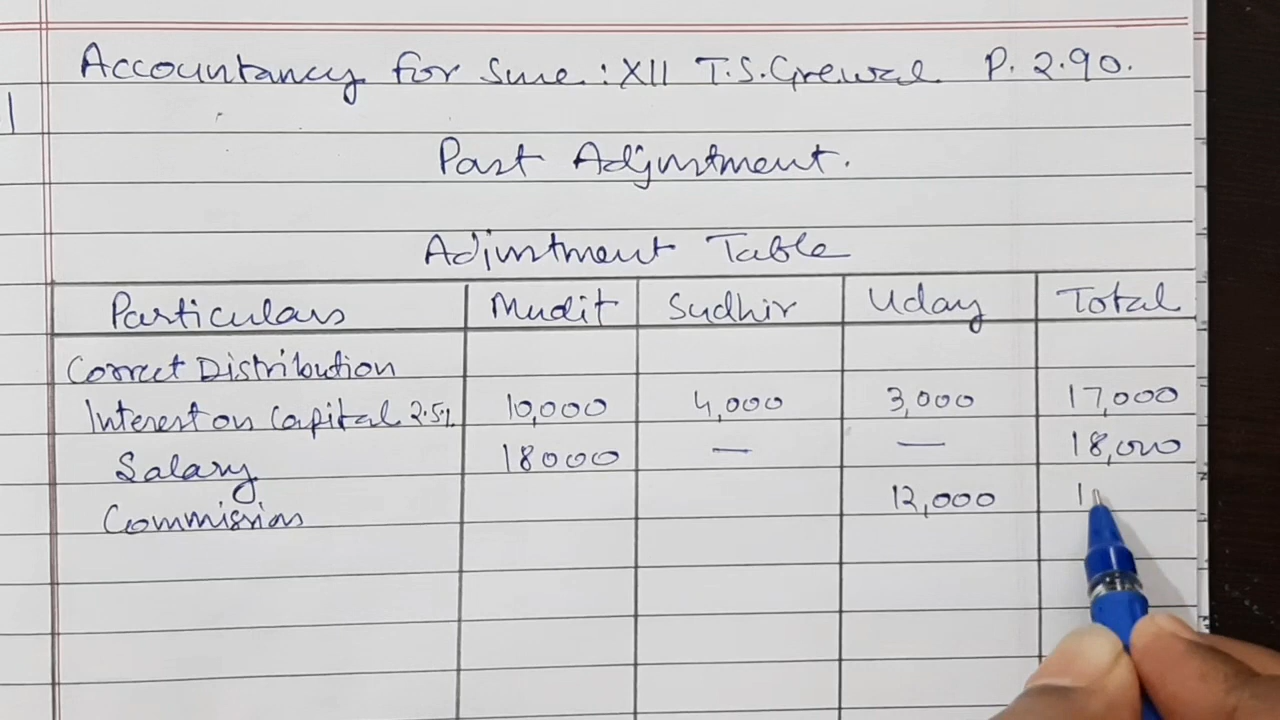 Accountancy for Sure: XII T.S.Grewal P. 2.90.
Past Adjustment.
Adjustment Table
Particulars Mudit Sudhir Uday Total
Correct Distribution
Interest on Capital 2.5% 10,000 4,000 3,000 17,000
Salary 18000 — — 18,000
Commission 12,000 1